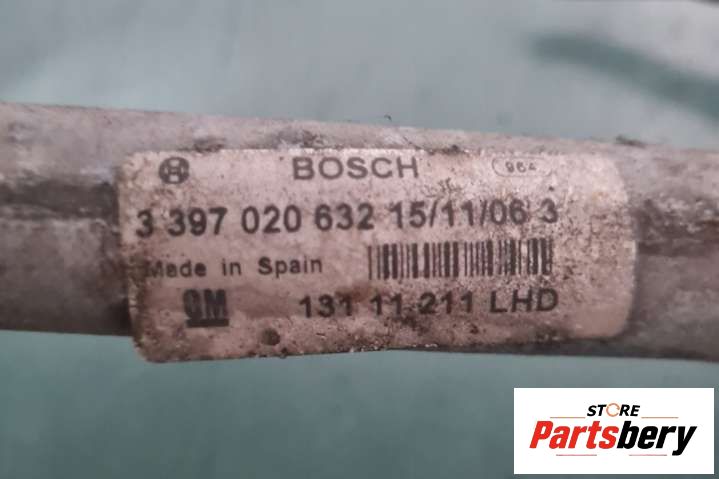 BOSCH 964
3 397 020 632 15/11/06 3
Made in Spain
GM 131 11 211 LHD
STORE
Partsbery